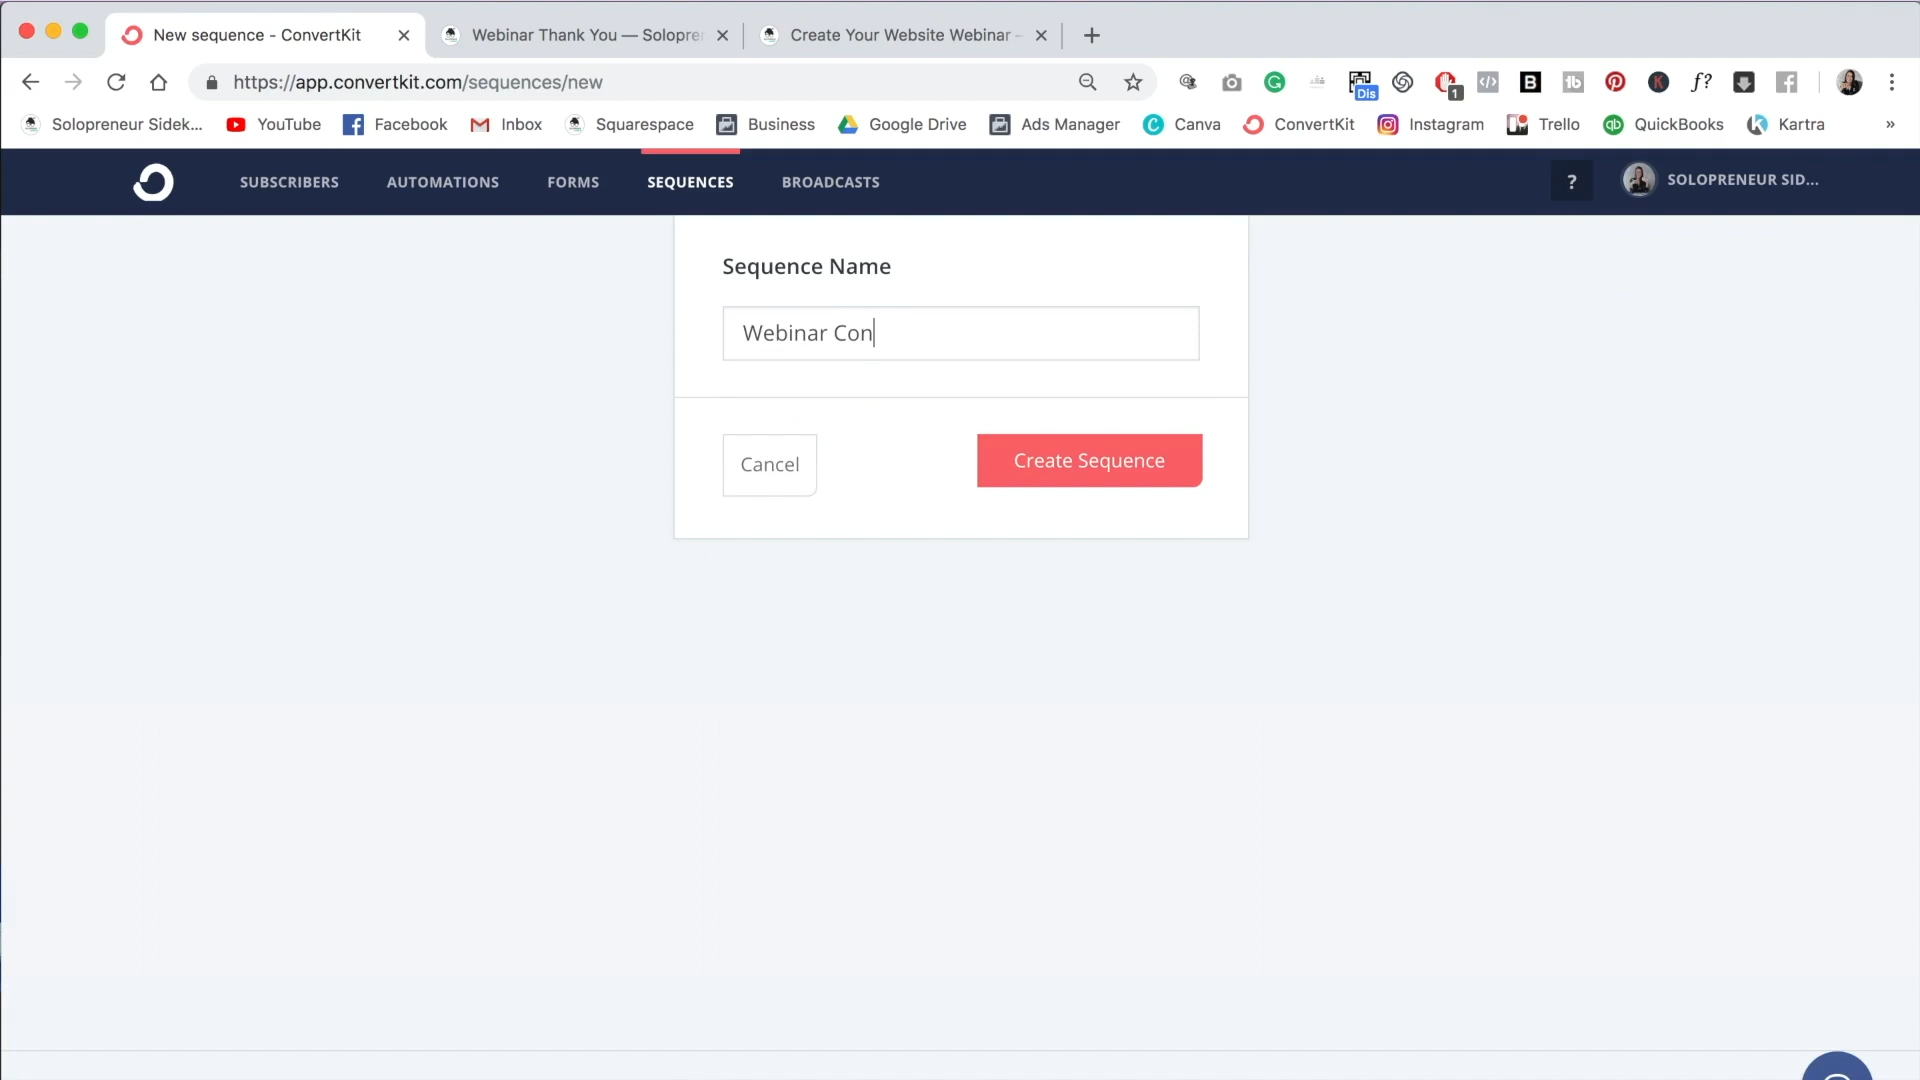 New sequence - ConvertKit
Webinar Thank You — Solopre
Create Your Website Webinar -
https://app.convertkit.com/sequences/new
Dis
1
Solopreneur Sidek...
YouTube
Facebook
Inbox
Squarespace
Business
Google Drive
Ads Manager
Canva
ConvertKit
Instagram
Trello
QuickBooks
Kartra
»
SUBSCRIBERS
AUTOMATIONS
FORMS
SEQUENCES
BROADCASTS
?
SOLOPRENEUR SID...
Sequence Name
Webinar Con
Cancel
Create Sequence